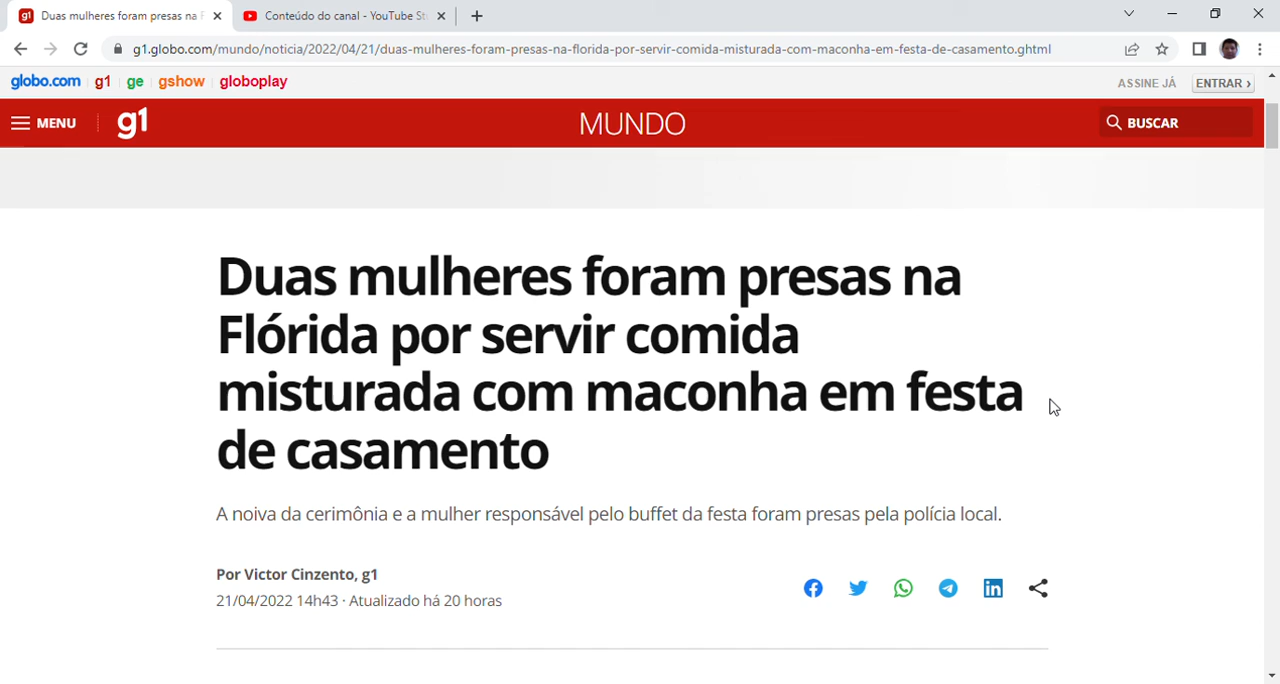 g1 Duas mulheres foram presas na F
Conteúdo do canal - YouTube St
g1.globo.com/mundo/noticia/2022/04/21/duas-mulheres-foram-presas-na-florida-por-servir-comida-misturada-com-maconha-em-festa-de-casamento.ghtml
globo.com g1 ge gshow globoplay ASSINE JÁ ENTRAR ›
MENU g1 MUNDO BUSCAR
Duas mulheres foram presas na
Flórida por servir comida
misturada com maconha em festa
de casamento
A noiva da cerimônia e a mulher responsável pelo buffet da festa foram presas pela polícia local.
Por Victor Cinzento, g1
21/04/2022 14h43 · Atualizado há 20 horas